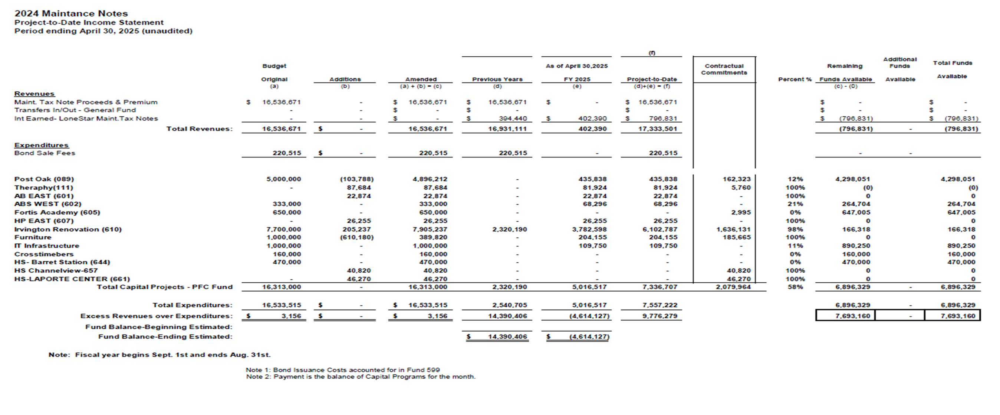 2024 Maintance Notes
Project-to-Date Income Statement
Period ending April 30, 2025 (unaudited)
(f)
Budget As of April 30,2025 Contractual Commitments Remaining Additional Funds Total Funds
Original Additions Amended Previous Years FY 2025 Project-to-Date Percent % Funds Available Available Available
(a) (b) (a) + (b) = (c) (d) (e) (d)+(e) = (f) (c) - (0)
Revenues
Maint. Tax Note Proceeds & Premium $ 16,536,671 - $ 16,536,671 $ 16,536,671 $ - $ 16,536,671 $ - $ -
Transfers In/Out - General Fund - - $ - $ - $ - $ - $ -
Int Earned- LoneStar Maint.Tax Notes - - $ - $ 394,440 $ 402,390 $ 796,831 $ (796,831) $ (796,831)
Total Revenues: 16,536,671 $ - 16,536,671 16,931,111 402,390 17,333,501 (796,831) - (796,831)
Expenditures
Bond Sale Fees 220,515 $ - 220,515 220,515 - 220,515 - -
Post Oak (089) 5,000,000 (103,788) 4,896,212 - 435,838 435,838 162,323 12% 4,298,051 4,298,051
Theraphy(111) - 87,684 87,684 - 81,924 81,924 5,760 100% (0) (0)
AB EAST (601) 22,874 22,874 - 22,874 22,874 - 100% 0 0
ABS WEST (602) 333,000 - 333,000 - 68,296 68,296 - 21% 264,704 264,704
Fortis Academy (605) 650,000 - 650,000 - - - 2,995 0% 647,005 647,005
HP EAST (607) - 26,255 26,255 - 26,255 26,255 - 100% 0 0
Irvington Renovation (610) 7,700,000 205,237 7,905,237 2,320,190 3,782,598 6,102,787 1,636,131 98% 166,318 166,318
Furniture 1,000,000 (610,180) 389,820 - 204,155 204,155 185,665 100% 0 0
IT Infrastructure 1,000,000 - 1,000,000 - 109,750 109,750 - 11% 890,250 890,250
Crosstimebers 160,000 - 160,000 - - - - 0% 160,000 160,000
HS- Barret Station (644) 470,000 - 470,000 - - - - 0% 470,000 470,000
HS Channelview-657 40,820 40,820 - - - 40,820 100% 0 0
HS-LAPORTE CENTER (661) - 46,270 46,270 - - - 46,270 100% 0 0
Total Capital Projects - PFC Fund 16,313,000 - 16,313,000 2,320,190 5,016,517 7,336,707 2,079,964 58% 6,896,329 - 6,896,329
Total Expenditures: 16,533,515 $ - $ 16,533,515 2,540,705 5,016,517 7,557,222 6,896,329 - 6,896,329
Excess Revenues over Expenditures: $ 3,156 $ - $ 3,156 14,390,406 (4,614,127) 9,776,279 7,693,160 - 7,693,160
Fund Balance-Beginning Estimated:
Fund Balance-Ending Estimated: $ 14,390,406 $ (4,614,127)
Note: Fiscal year begins Sept. 1st and ends Aug. 31st.
Note 1: Bond Issuance Costs accounted for in Fund 599
Note 2: Payment is the balance of Capital Programs for the month.